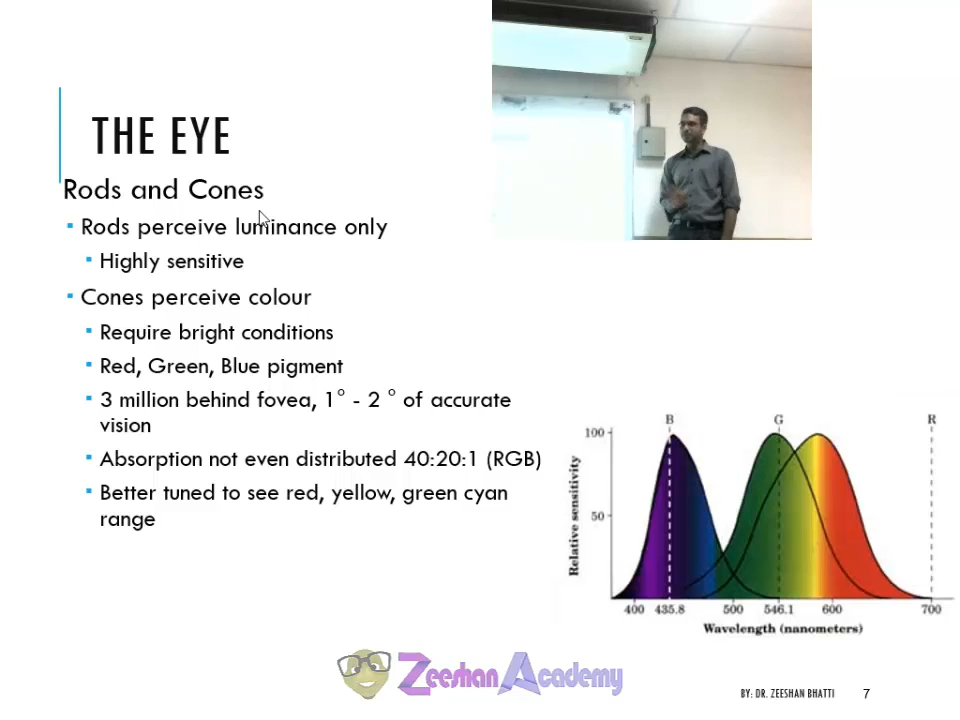 THE EYE
Rods and Cones
Rods perceive luminance only
Highly sensitive
Cones perceive colour
Require bright conditions
Red, Green, Blue pigment
3 million behind fovea, 1° - 2 ° of accurate
vision
Absorption not even distributed 40:20:1 (RGB)
Better tuned to see red, yellow, green cyan
range
B G R
100
50
Relative sensitivity
400 435.8 500 546.1 600 700
Wavelength (nanometers)
Zeeshan Academy
BY: DR. ZEESHAN BHATTI 7